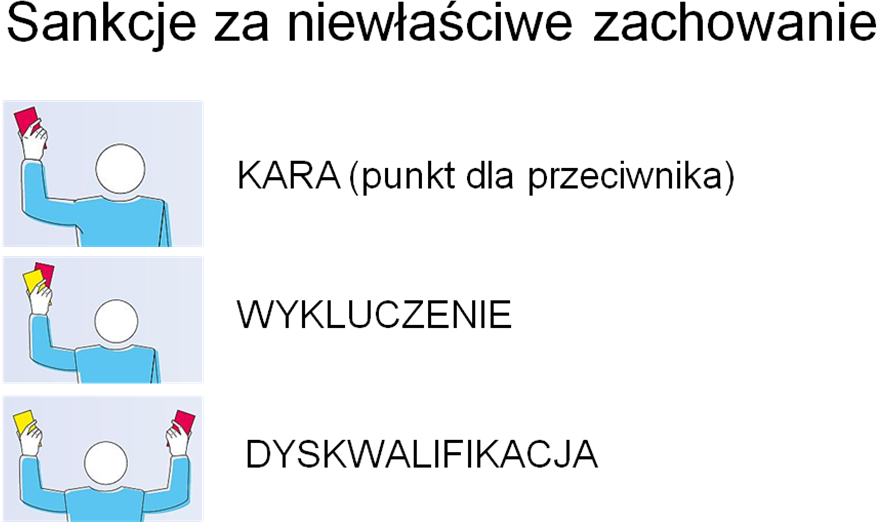 Sankcje za niewłaściwe zachowanie
KARA (punkt dla przeciwnika)
WYKLUCZENIE
DYSKWALIFIKACJA